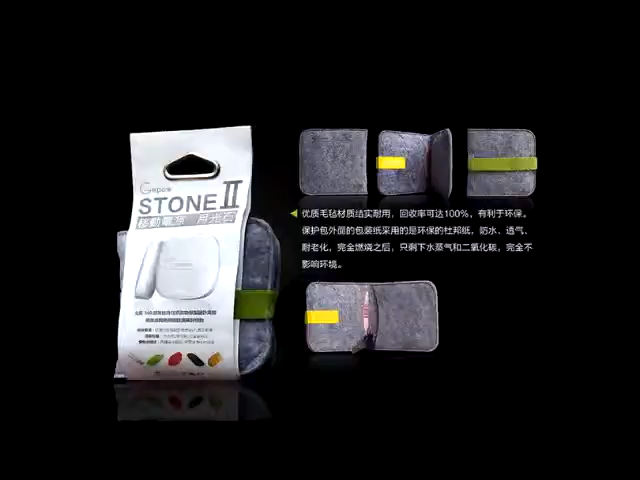 Gepow
STONE II
移動電源 月光石
优质毛毡材质结实耐用，回收率可达100%，有利于环保。
保护包外面的包装纸采用的是环保的杜邦纸，防水、透气、
耐老化，完全燃烧之后，只剩下水蒸气和二氧化碳，完全不
影响环境。